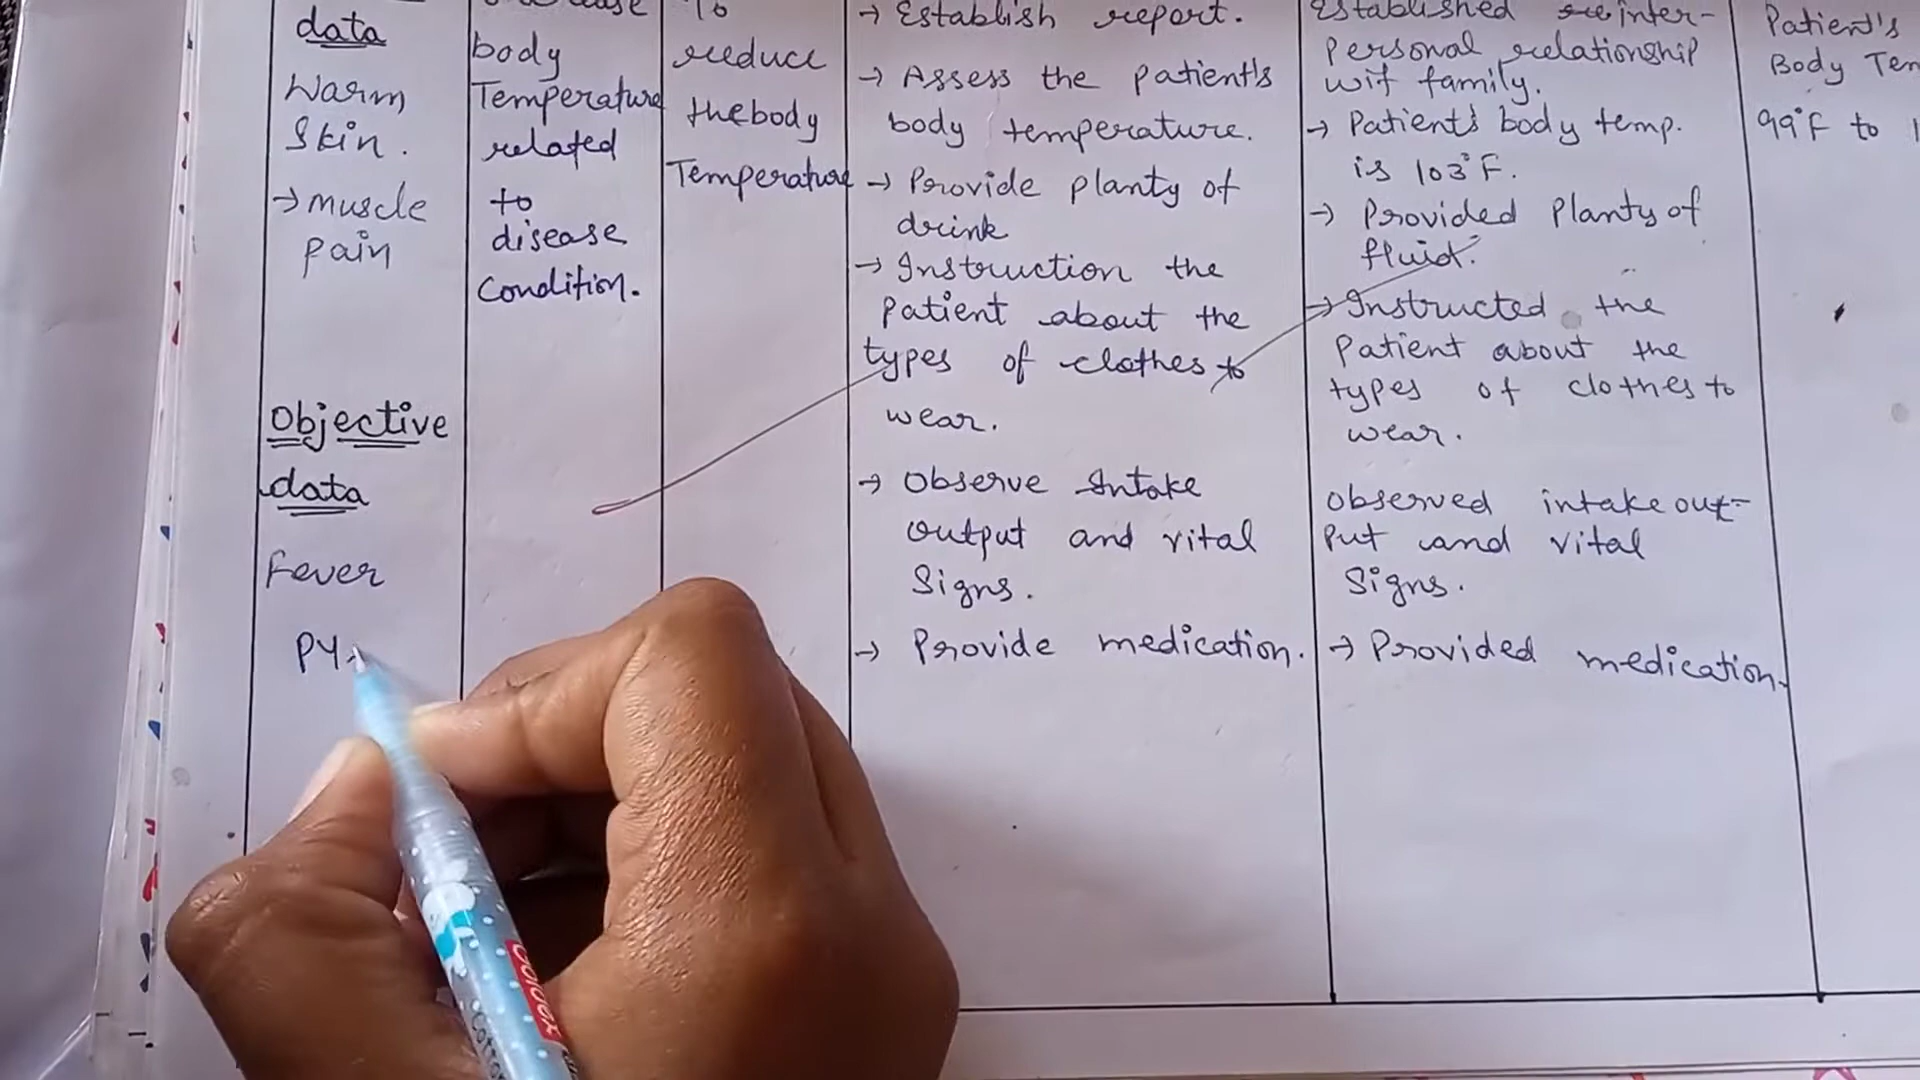 data
Warm
Skin.
→ muscle
pain
Objective
data
Fever
PY
body
Temperature
related
to
disease
Condition.
To
reduce
thebody
Temperature
→ Establish report.
→ Assess the patient's
body temperature.
→ Provide planty of
drink
→ Instruction the
patient about the
types of clothes to
wear.
→ Observe Intake
output and vital
Signs.
→ Provide medication.
Established inter-
personal relationship
wit family.
→ Patient's body temp.
is 103°F.
→ Provided planty of
fluid.
→ Instructed the
patient about the
types of clothes to
wear.
observed intake out-
put and vital
Signs.
→ Provided medication.
Patient's
Body Tem
99°F to 1